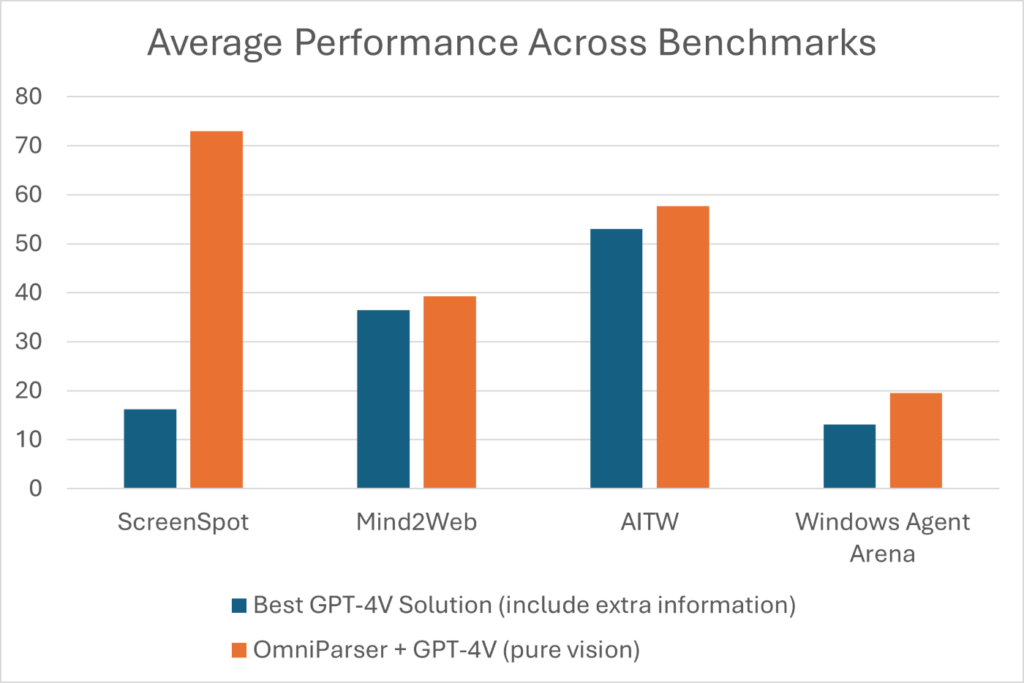 Average Performance Across Benchmarks
80
70
60
50
40
30
20
10
0
ScreenSpot
Mind2Web
AITW
Windows Agent
Arena
Best GPT-4V Solution (include extra information)
OmniParser + GPT-4V (pure vision)